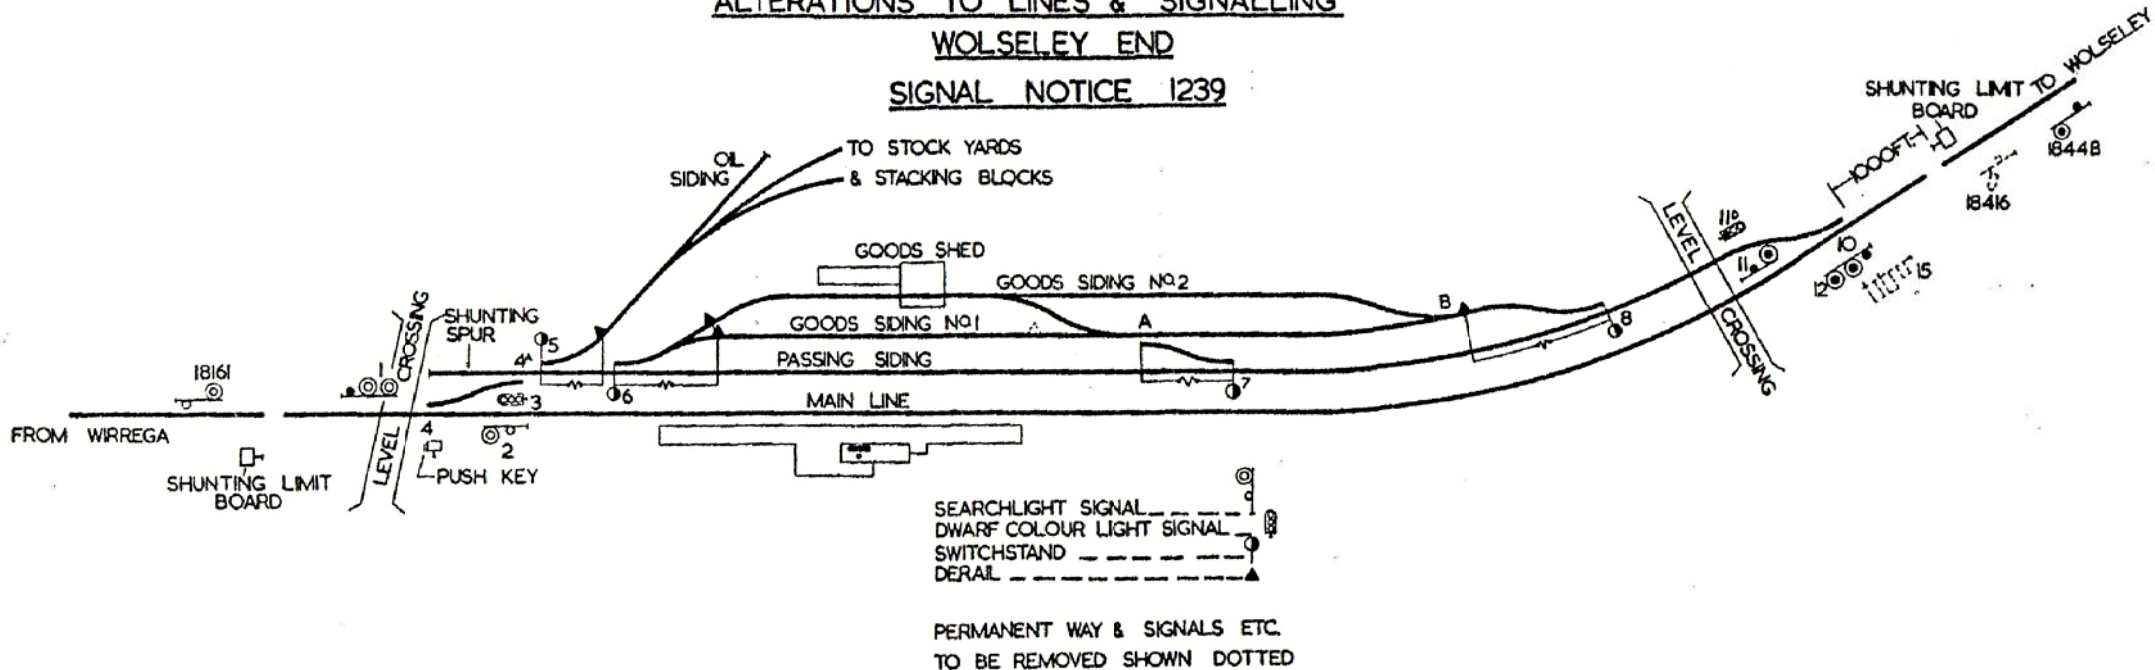 ALTERATIONS TO LINES & SIGNALLING
WOLSELEY END
SIGNAL NOTICE 1239
SHUNTING LIMIT
BOARD
TO WOLSELEY
1000FT.
18448
18416
OIL
SIDING
TO STOCK YARDS
& STACKING BLOCKS
GOODS SHED
GOODS SIDING No.2
LEVEL
CROSSING
11D
11
10
12
15
B
8
LEVEL
CROSSING
SHUNTING
SPUR
5
4A
GOODS SIDING No.1
A
18161
1
PASSING SIDING
3
6
7
MAIN LINE
FROM WIRREGA
4
2
PUSH KEY
SHUNTING LIMIT
BOARD
SEARCHLIGHT SIGNAL
DWARF COLOUR LIGHT SIGNAL
SWITCHSTAND
DERAIL
PERMANENT WAY & SIGNALS ETC.
TO BE REMOVED SHOWN DOTTED